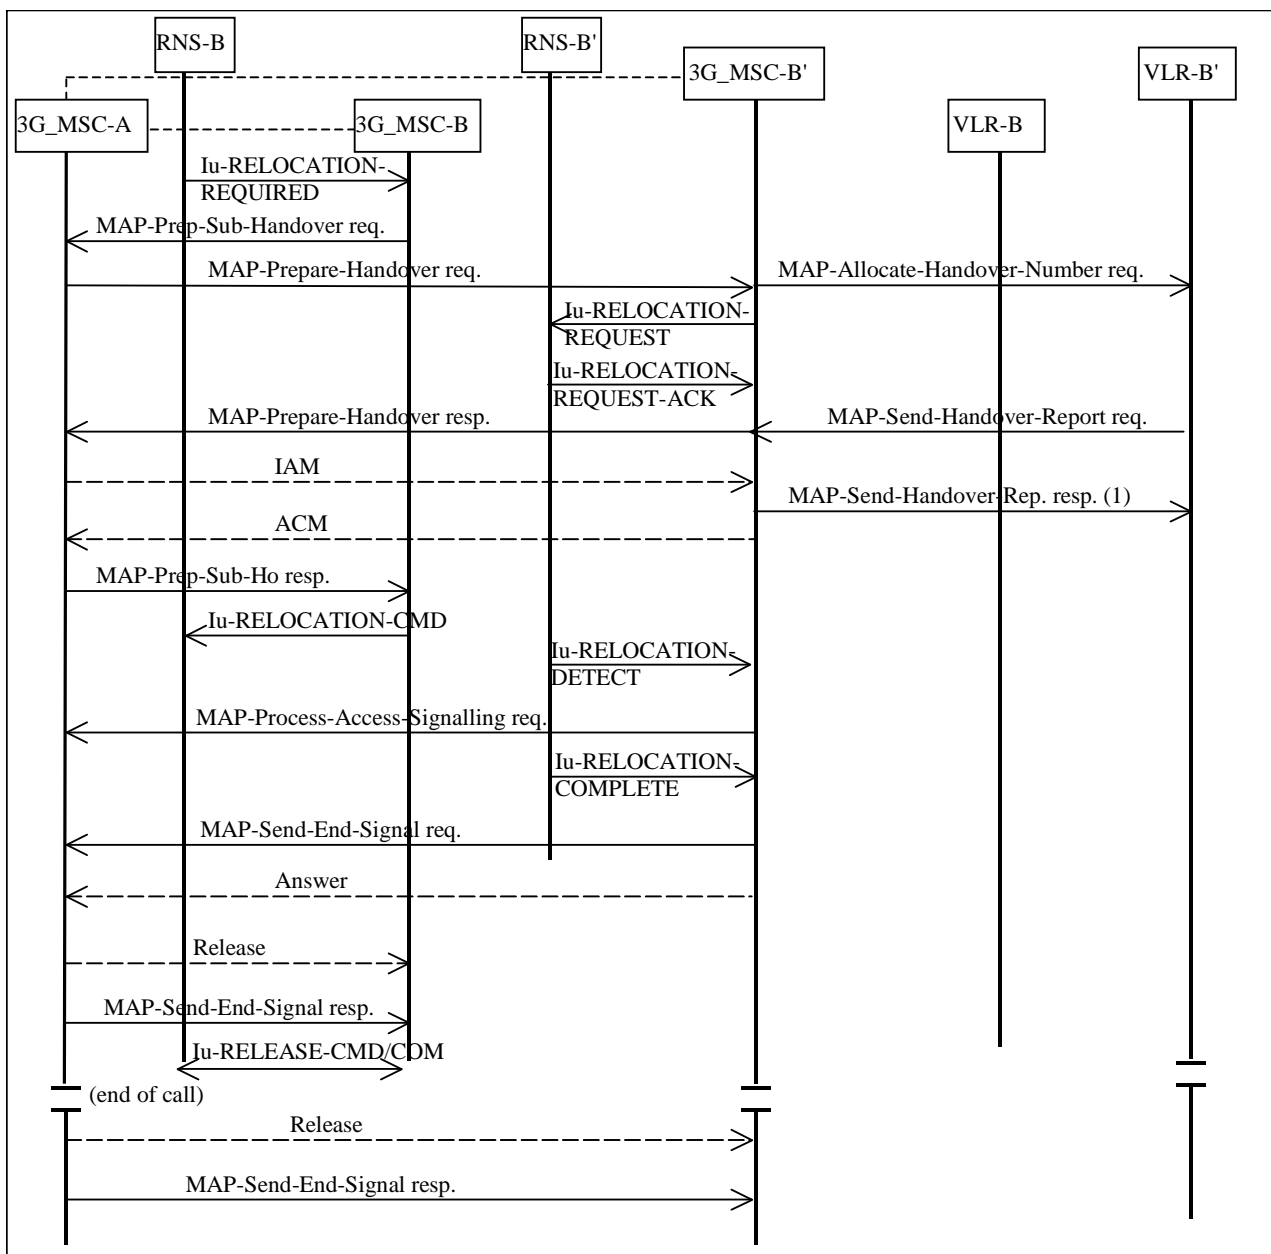 RNS-B
RNS-B'
3G_MSC-B'
VLR-B'
3G_MSC-A
3G_MSC-B
VLR-B
Iu-RELOCATION-
REQUIRED
MAP-Prep-Sub-Handover req.
MAP-Prepare-Handover req.
MAP-Allocate-Handover-Number req.
Iu-RELOCATION-
REQUEST
Iu-RELOCATION-
REQUEST-ACK
MAP-Prepare-Handover resp.
MAP-Send-Handover-Report req.
IAM
MAP-Send-Handover-Rep. resp. (1)
ACM
MAP-Prep-Sub-Ho resp.
Iu-RELOCATION-CMD
Iu-RELOCATION-
DETECT
MAP-Process-Access-Signalling req.
Iu-RELOCATION-
COMPLETE
MAP-Send-End-Signal req.
Answer
Release
MAP-Send-End-Signal resp.
Iu-RELEASE-CMD/COM
(end of call)
Release
MAP-Send-End-Signal resp.